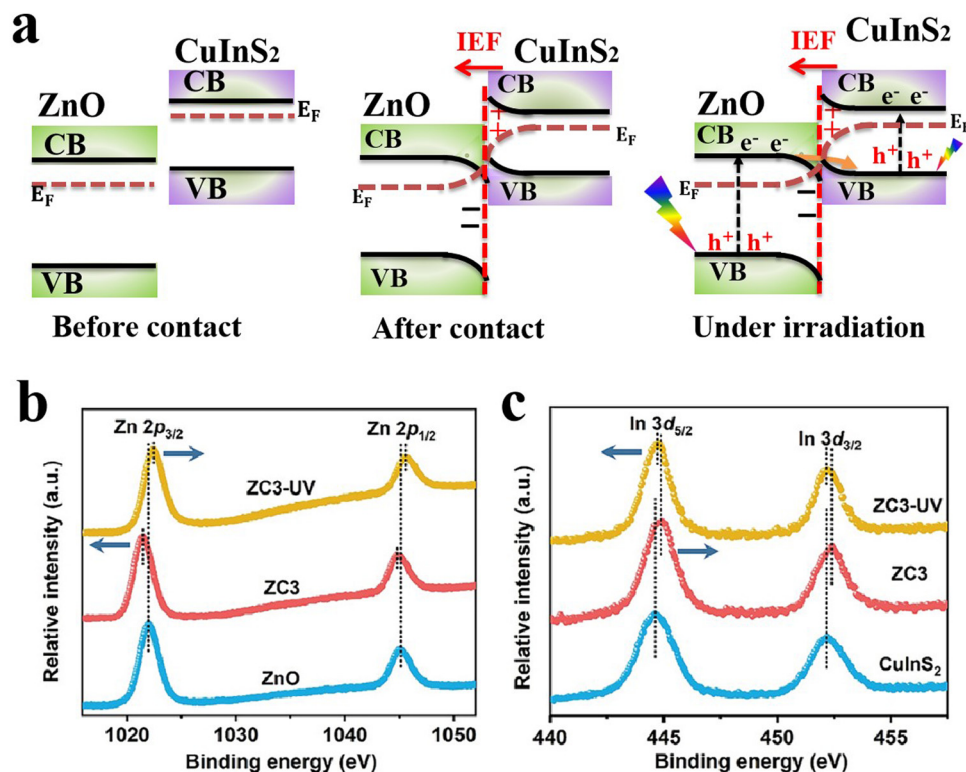 a
CuInS₂
ZnO
CB
CB
E_F
E_F
VB
VB
Before contact
IEF
CuInS₂
ZnO
CB
CB
+
+
E_F
E_F
VB
VB
After contact
IEF
CuInS₂
ZnO
CB
CB
e⁻ e⁻
e⁻ e⁻
+
+
E_F
E_F
h⁺ h⁺
VB
h⁺ h⁺
VB
Under irradiation
b
Zn 2p₃/₂
Zn 2p₁/₂
ZC3-UV
ZC3
ZnO
Relative intensity (a.u.)
1020 1030 1040 1050
Binding energy (eV)
c
In 3d₅/₂
In 3d₃/₂
ZC3-UV
ZC3
CuInS₂
Relative intensity (a.u.)
440 445 450 455
Binding energy (eV)